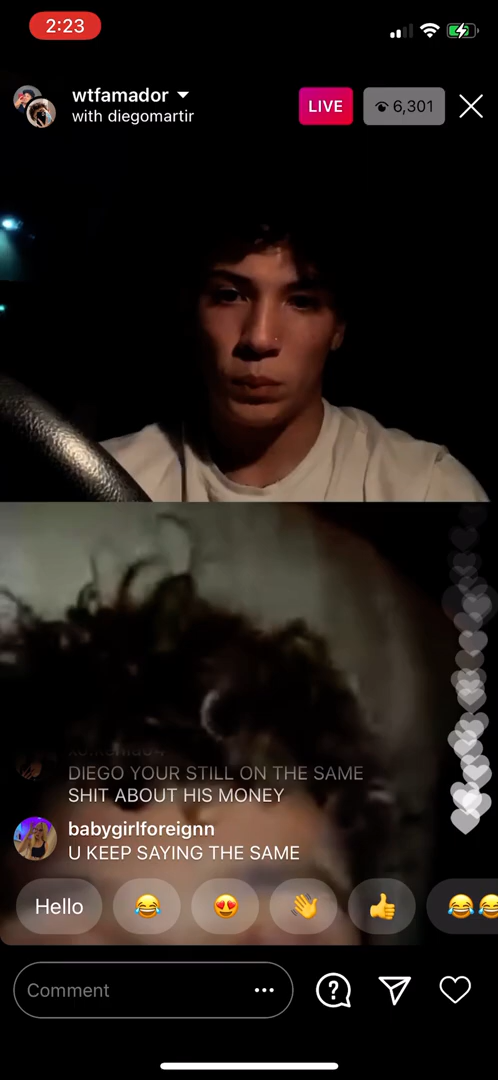 2:23
wtfamador
with diegomartir
LIVE
6,301
DIEGO YOUR STILL ON THE SAME
SHIT ABOUT HIS MONEY
babygirlforeignn
U KEEP SAYING THE SAME
Hello
Comment